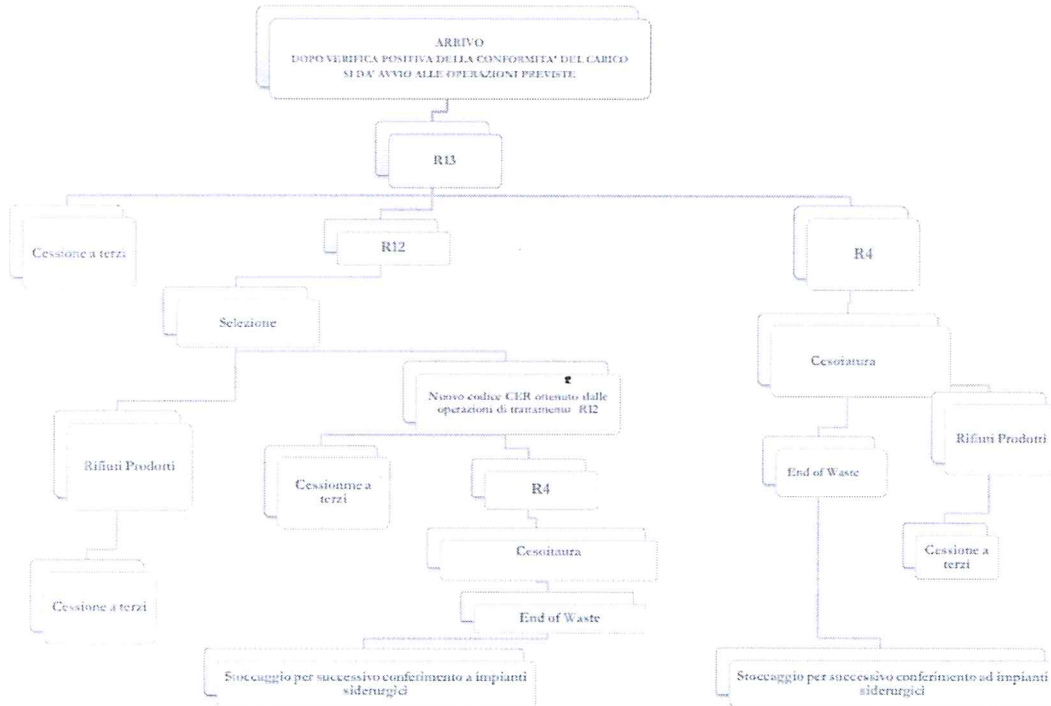 ARRIVO
DOPO VERIFICA POSITIVA DELLA CONFORMITA' DEL CARICO
SI DA' AVVIO ALLE OPERAZIONI PREVISTE
R13
Cessione a terzi
R12
R4
Selezione
Cesoiatura
Nuovo codice CER ottenuto dalle
operazioni di trattamento R12
Rifiuti Prodotti
Cessionme a
terzi
R4
End of Waste
Rifiuti Prodotti
Cesoitaura
Cessione a
terzi
Cessione a terzi
End of Waste
Stoccaggio per successivo conferimento a impianti
siderurgici
Stoccaggio per successivo conferimento ad impianti
siderurgici